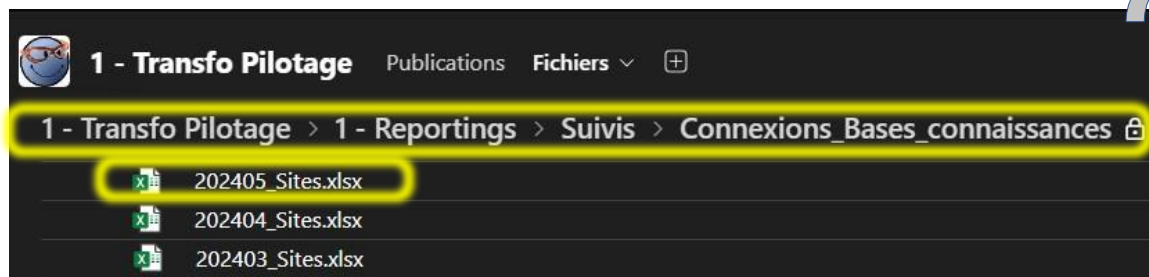 1 - Transfo Pilotage Publications Fichiers
1 - Transfo Pilotage > 1 - Reportings > Suivis > Connexions_Bases_connaissances
202405_Sites.xlsx
202404_Sites.xlsx
202403_Sites.xlsx